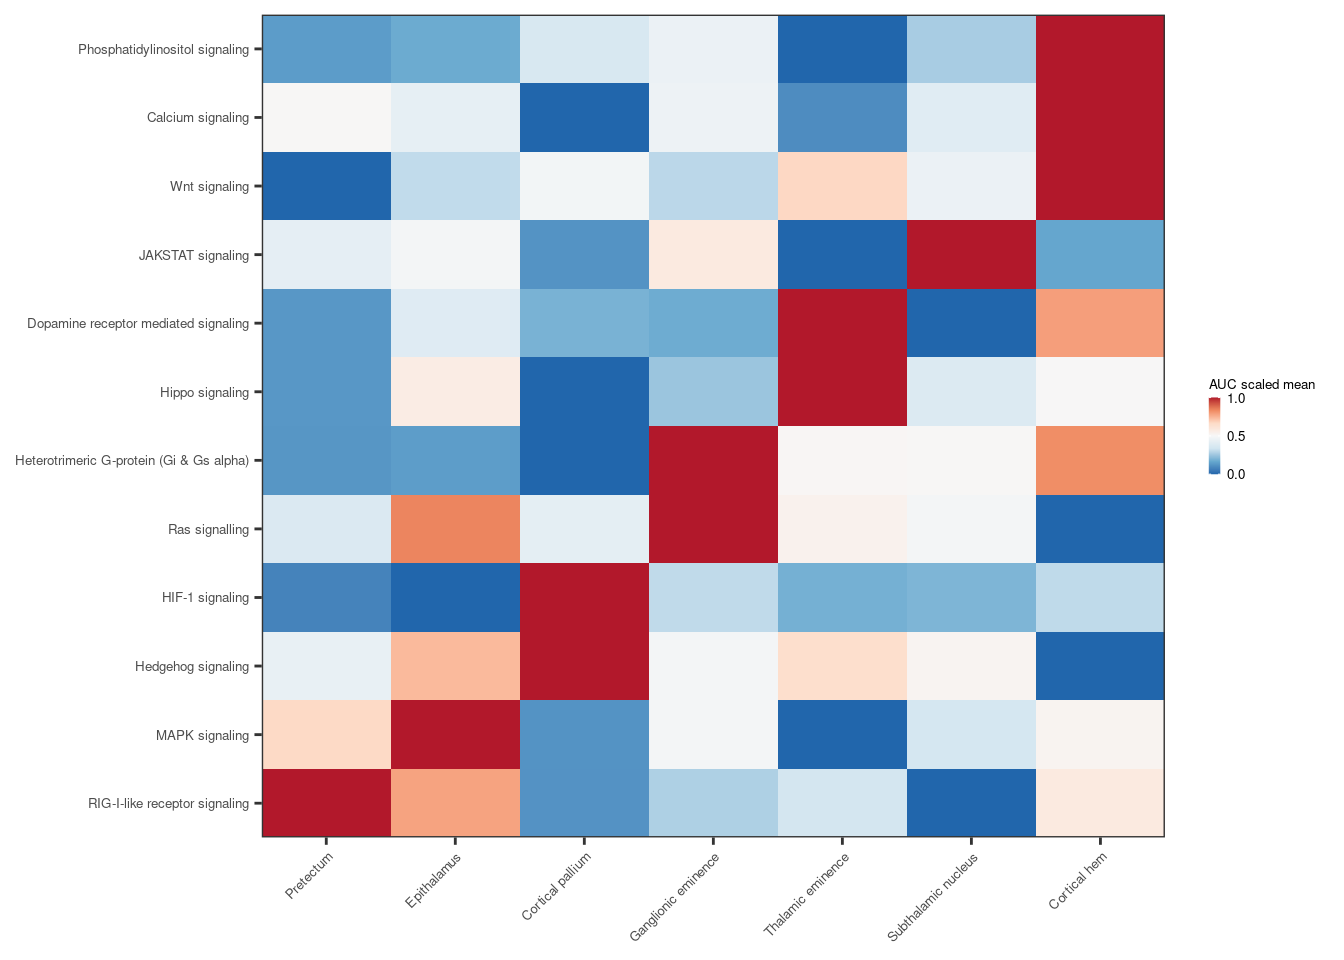 Phosphatidylinositol signaling
Calcium signaling
Wnt signaling
JAKSTAT signaling
Dopamine receptor mediated signaling
Hippo signaling
Heterotrimeric G-protein (Gi & Gs alpha)
Ras signalling
HIF-1 signaling
Hedgehog signaling
MAPK signaling
RIG-I-like receptor signaling
Pretectum
Epithalamus
Cortical pallium
Ganglionic eminence
Thalamic eminence
Subthalamic nucleus
Cortical hem
AUC scaled mean
1.0
0.5
0.0